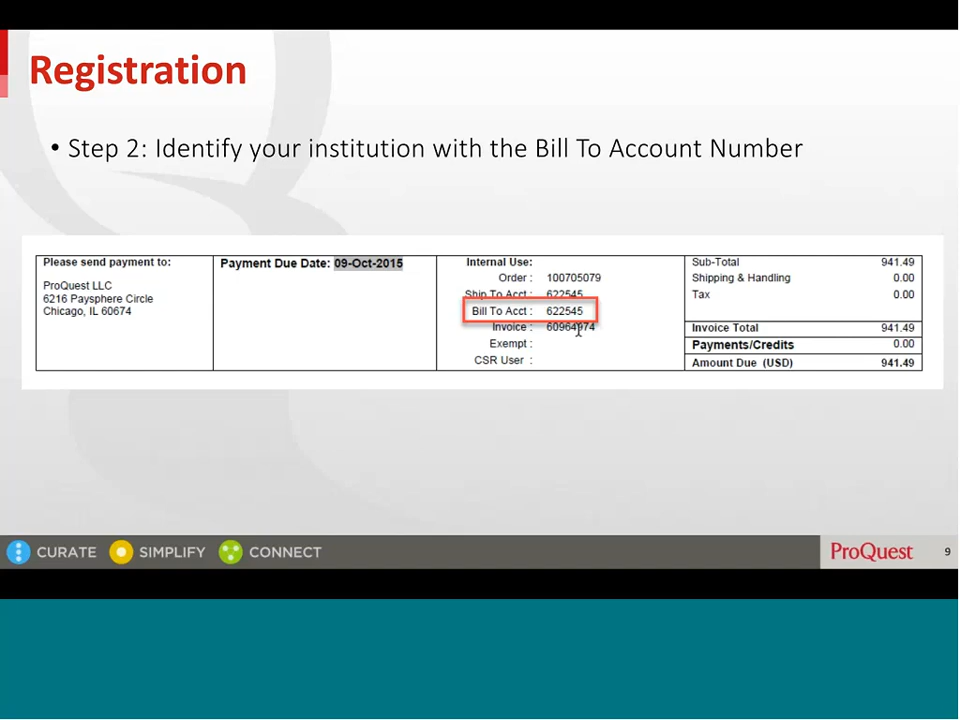 Registration
• Step 2: Identify your institution with the Bill To Account Number
Please send payment to:
ProQuest LLC
6216 Paysphere Circle
Chicago, IL 60674
Payment Due Date: 09-Oct-2015
Internal Use:
Order : 100705079
Ship To Acct : 622545
Bill To Acct : 622545
Invoice : 60964974
Exempt :
CSR User :
Sub-Total 941.49
Shipping & Handling 0.00
Tax 0.00
Invoice Total 941.49
Payments/Credits 0.00
Amount Due (USD) 941.49
CURATE SIMPLIFY CONNECT
ProQuest 9